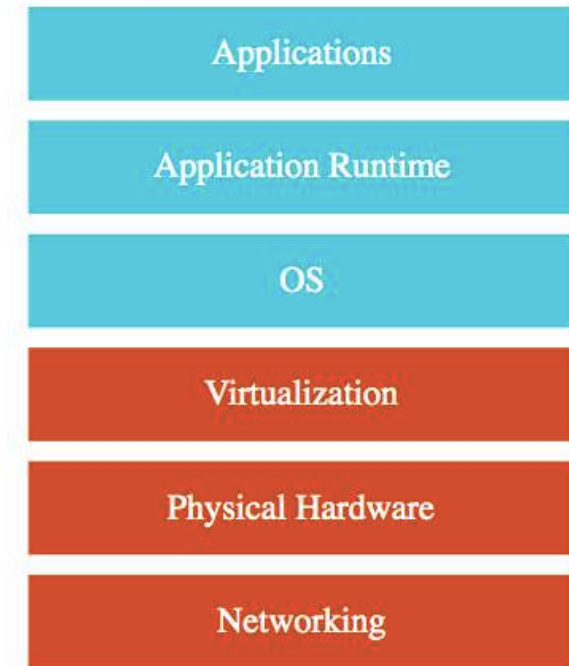 Applications
Application Runtime
OS
Virtualization
Physical Hardware
Networking